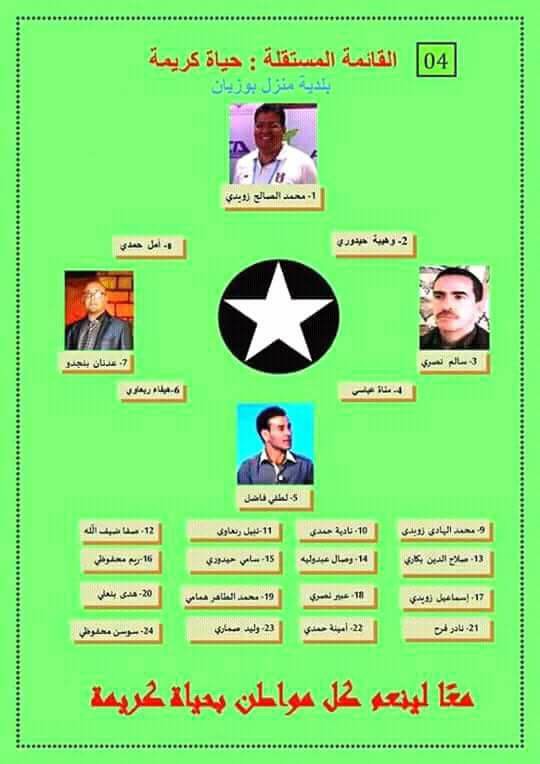 04
القائمة المستقلة : حياة كريمة
بلدية منزل بوزيان
1- محمد الصالح زويدي
2- وهيبة حيدوري
8- أمل حمدي
3- سالم نصري
7- عدنان بنجدو
4- مناة عباسي
6- هيفاء ربعاوي
5- لطفي فاضل
9- محمد الهادي زويدي
10- نادية حمدي
11- نبيل ربعاوي
12- صفا ضيف الله
13- صلاح الدين بكاري
14- وصال عبدوليه
15- سامي حيدوري
16- ريم محفوظي
17- إسماعيل زويدي
18- عبير نصري
19- محمد الطاهر همامي
20- هدى بنعلي
21- نادر فرح
22- أمينة حمدي
23- وليد صماري
24- سوسن محفوظي
معًا لينعم كل مواطن بحياة كريمة